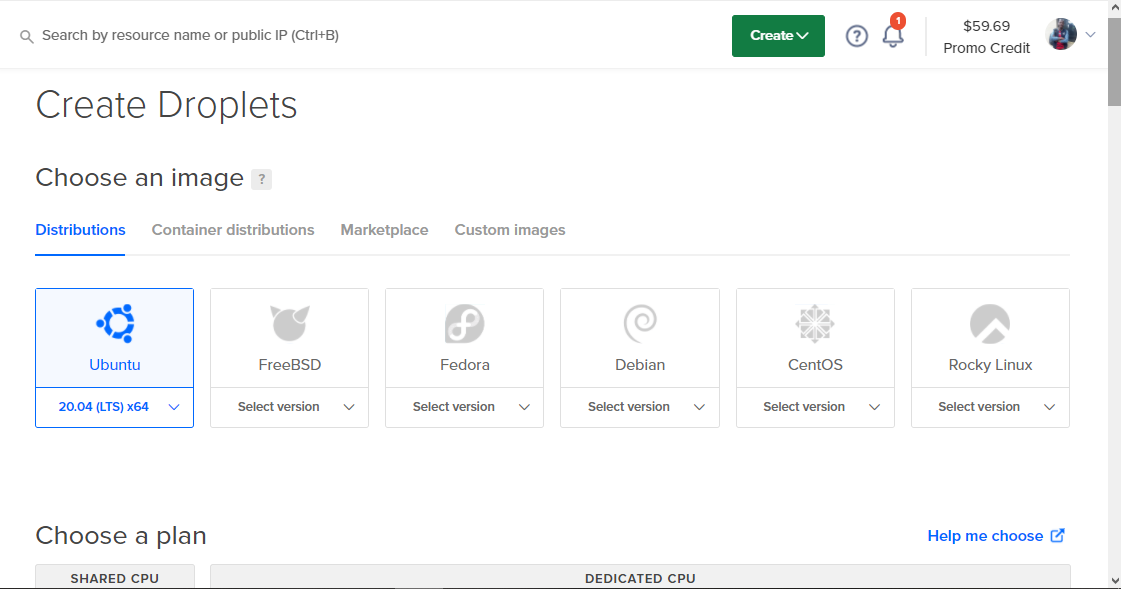 Search by resource name or public IP (Ctrl+B)
Create
?
1
$59.69
Promo Credit
Create Droplets
Choose an image ?
Distributions Container distributions Marketplace Custom images
Ubuntu FreeBSD Fedora Debian CentOS Rocky Linux
20.04 (LTS) x64 Select version Select version Select version Select version Select version
Choose a plan Help me choose
SHARED CPU DEDICATED CPU